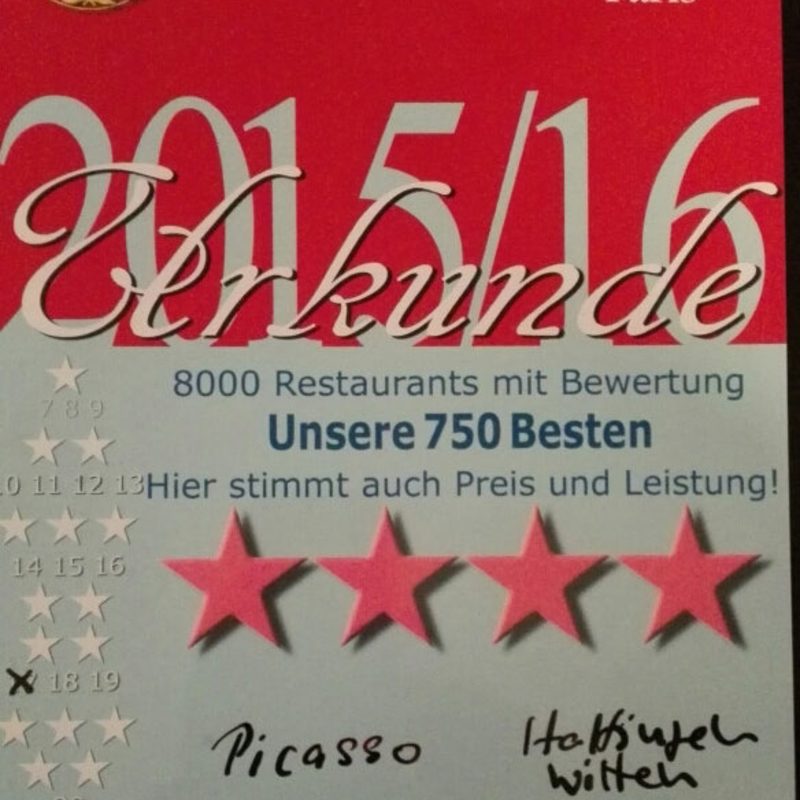 2015/16
Urkunde
8000 Restaurants mit Bewertung
Unsere 750 Besten
Hier stimmt auch Preis und Leistung!
7 8 9
10 11 12 13
14 15 16
18 19
Picasso
Hattingen
Witten